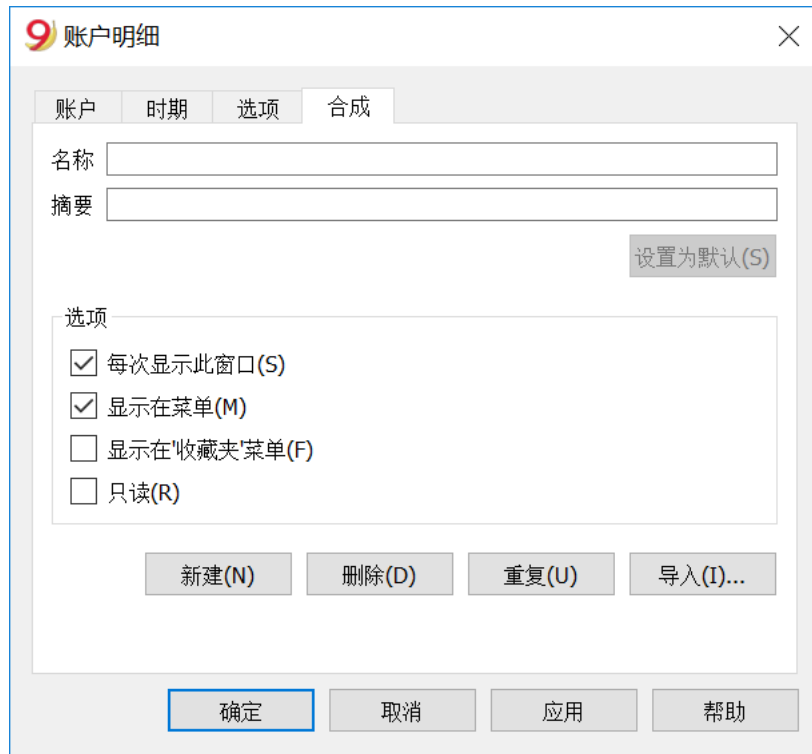 账户明细
账户 时期 选项 合成
名称
摘要
设置为默认(S)
选项
每次显示此窗口(S)
显示在菜单(M)
显示在'收藏夹'菜单(F)
只读(R)
新建(N) 删除(D) 重复(U) 导入(I)...
确定 取消 应用 帮助